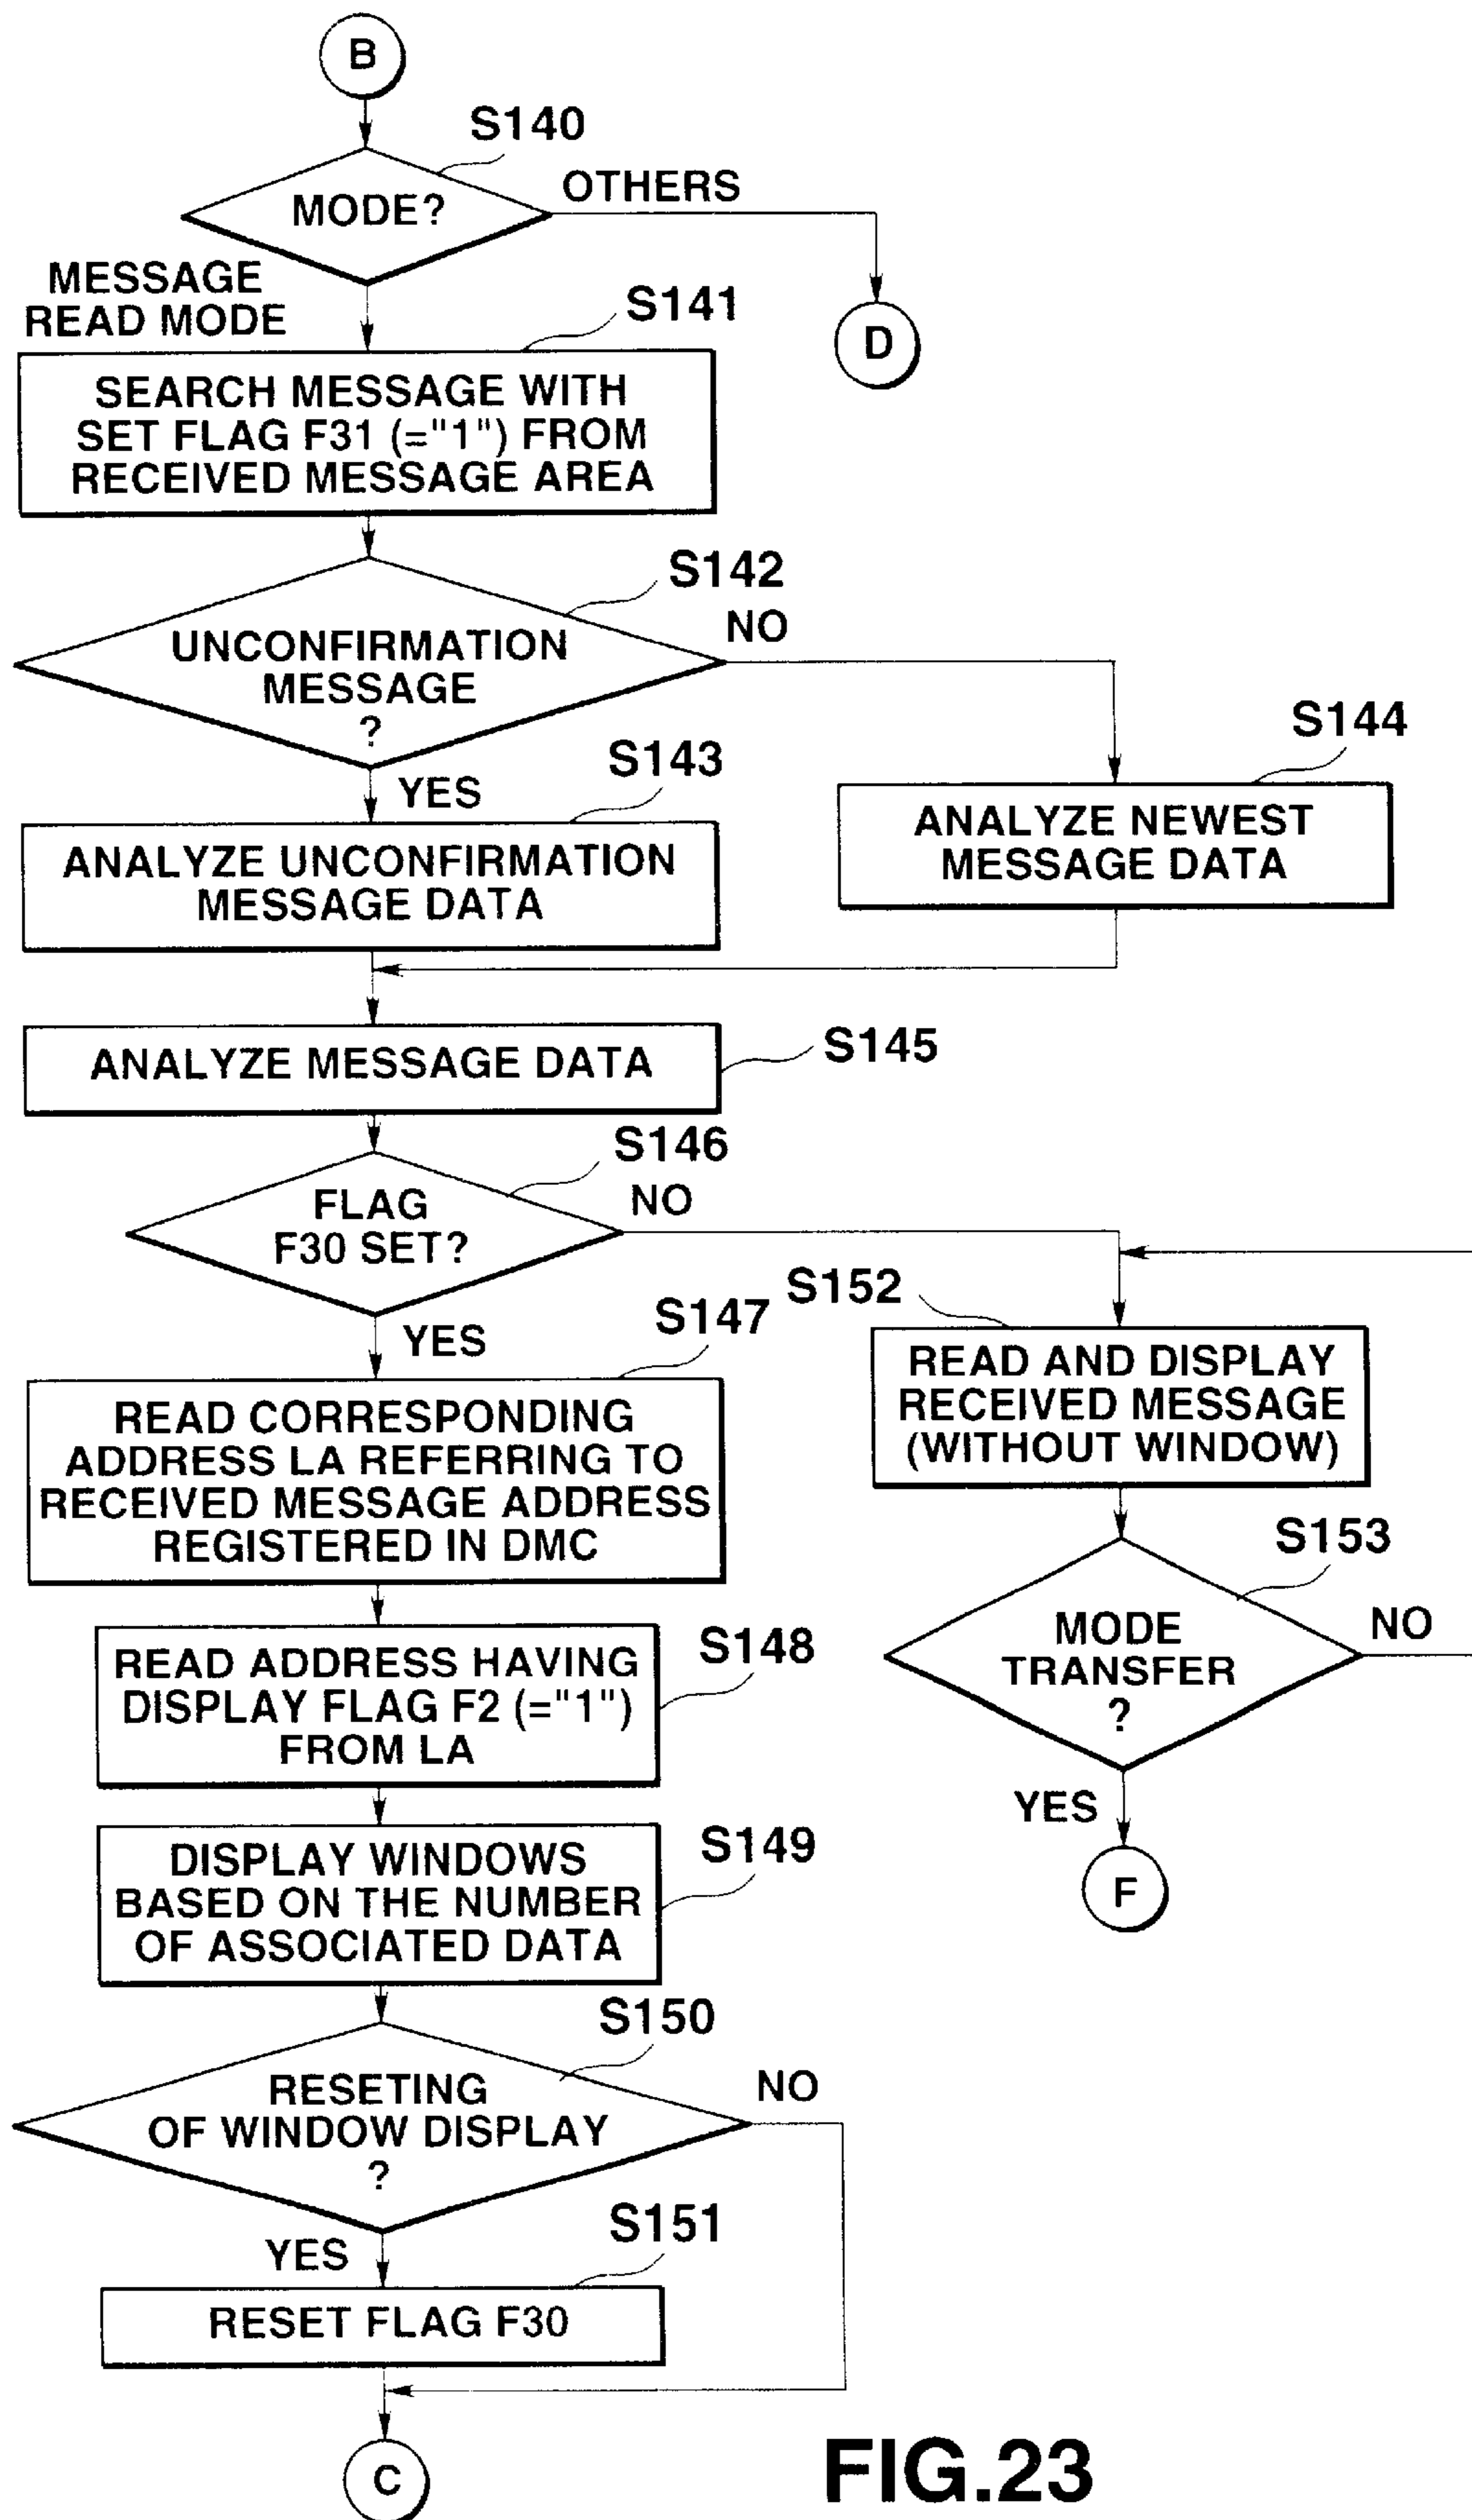 B
S140
MODE?
OTHERS
D
MESSAGE
READ MODE
S141
SEARCH MESSAGE WITH
SET FLAG F31 (="1") FROM
RECEIVED MESSAGE AREA
S142
UNCONFIRMATION
MESSAGE
?
NO
YES
S143
ANALYZE UNCONFIRMATION
MESSAGE DATA
S144
ANALYZE NEWEST
MESSAGE DATA
ANALYZE MESSAGE DATA
S145
S146
FLAG
F30 SET?
NO
YES
S147
READ CORRESPONDING
ADDRESS LA REFERRING TO
RECEIVED MESSAGE ADDRESS
REGISTERED IN DMC
S152
READ AND DISPLAY
RECEIVED MESSAGE
(WITHOUT WINDOW)
S153
MODE
TRANSFER
?
NO
YES
F
S148
READ ADDRESS HAVING
DISPLAY FLAG F2 (="1")
FROM LA
S149
DISPLAY WINDOWS
BASED ON THE NUMBER
OF ASSOCIATED DATA
S150
RESETING
OF WINDOW DISPLAY
?
NO
YES
S151
RESET FLAG F30
C
FIG.23